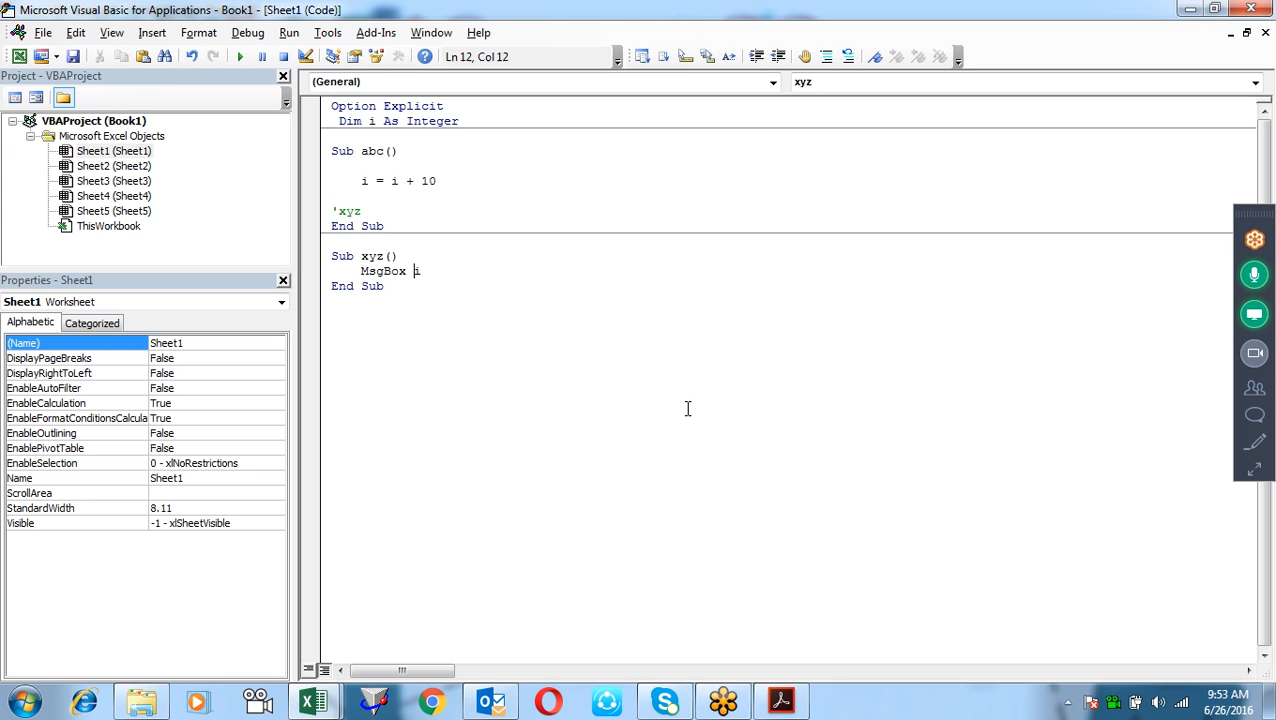 Microsoft Visual Basic for Applications - Book1 - [Sheet1 (Code)]
File Edit View Insert Format Debug Run Tools Add-Ins Window Help
Ln 12, Col 12
Project - VBAProject
(General)
xyz
VBAProject (Book1)
Microsoft Excel Objects
Sheet1 (Sheet1)
Sheet2 (Sheet2)
Sheet3 (Sheet3)
Sheet4 (Sheet4)
Sheet5 (Sheet5)
ThisWorkbook
Option Explicit
Dim i As Integer
Sub abc()
i = i + 10
'xyz
End Sub
Sub xyz()
MsgBox i
End Sub
Properties - Sheet1
Sheet1 Worksheet
Alphabetic Categorized
(Name) Sheet1
DisplayPageBreaks False
DisplayRightToLeft False
EnableAutoFilter False
EnableCalculation True
EnableFormatConditionsCalcula True
EnableOutlining False
EnablePivotTable False
EnableSelection 0 - xlNoRestrictions
Name Sheet1
ScrollArea
StandardWidth 8.11
Visible -1 - xlSheetVisible
9:53 AM
6/26/2016